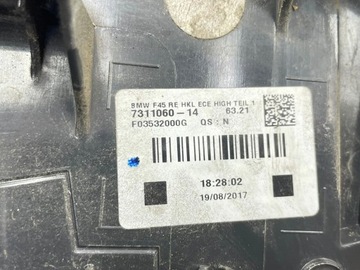 BMW F45 RE HKL ECE HIGH TEIL 1
7311060-14 63.21
F03532000G QS: N
18:28:02
19/08/2017